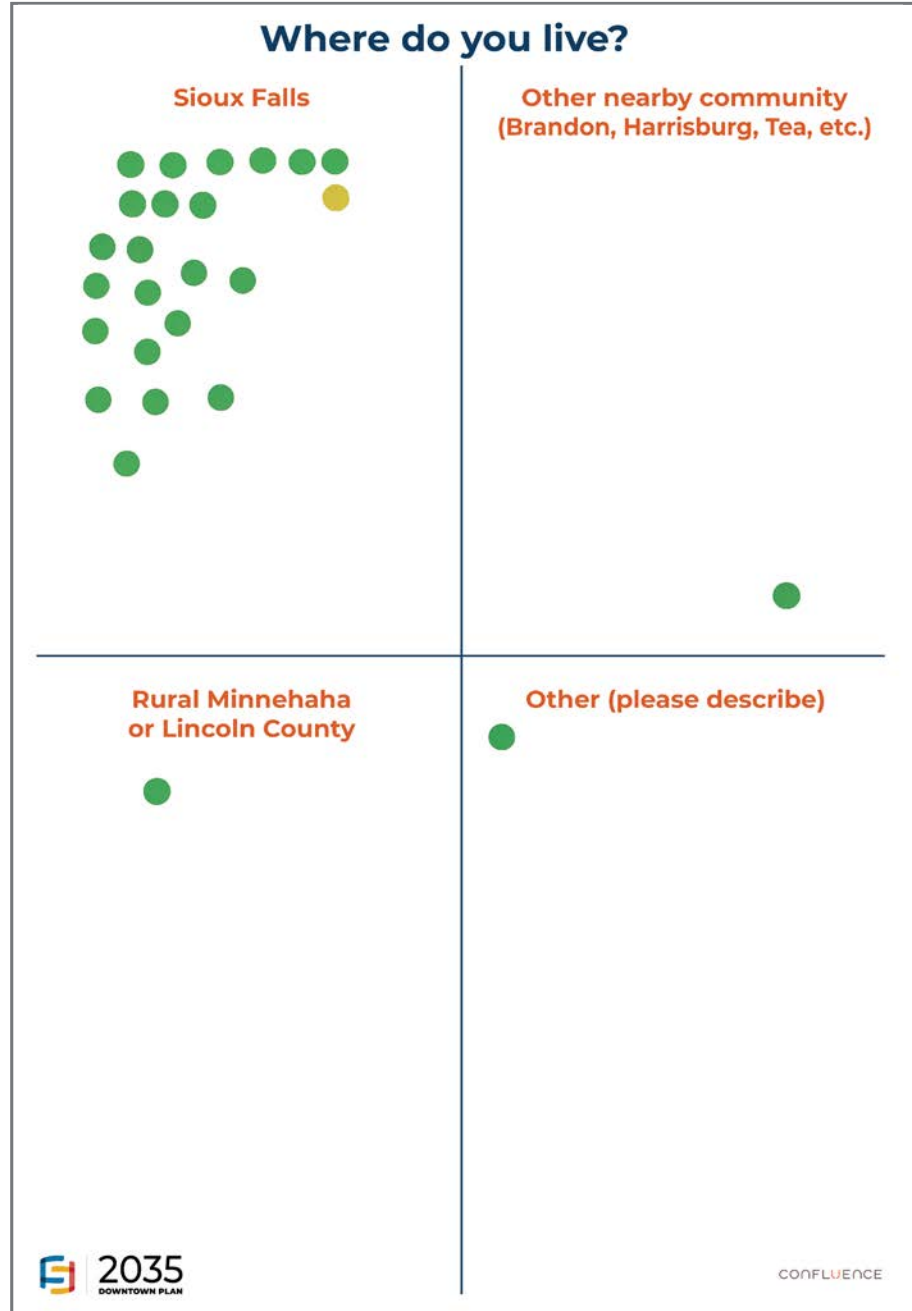 Where do you live?
Sioux Falls
Other nearby community
(Brandon, Harrisburg, Tea, etc.)
Rural Minnehaha
or Lincoln County
Other (please describe)
2035
DOWNTOWN PLAN
CONFLUENCE